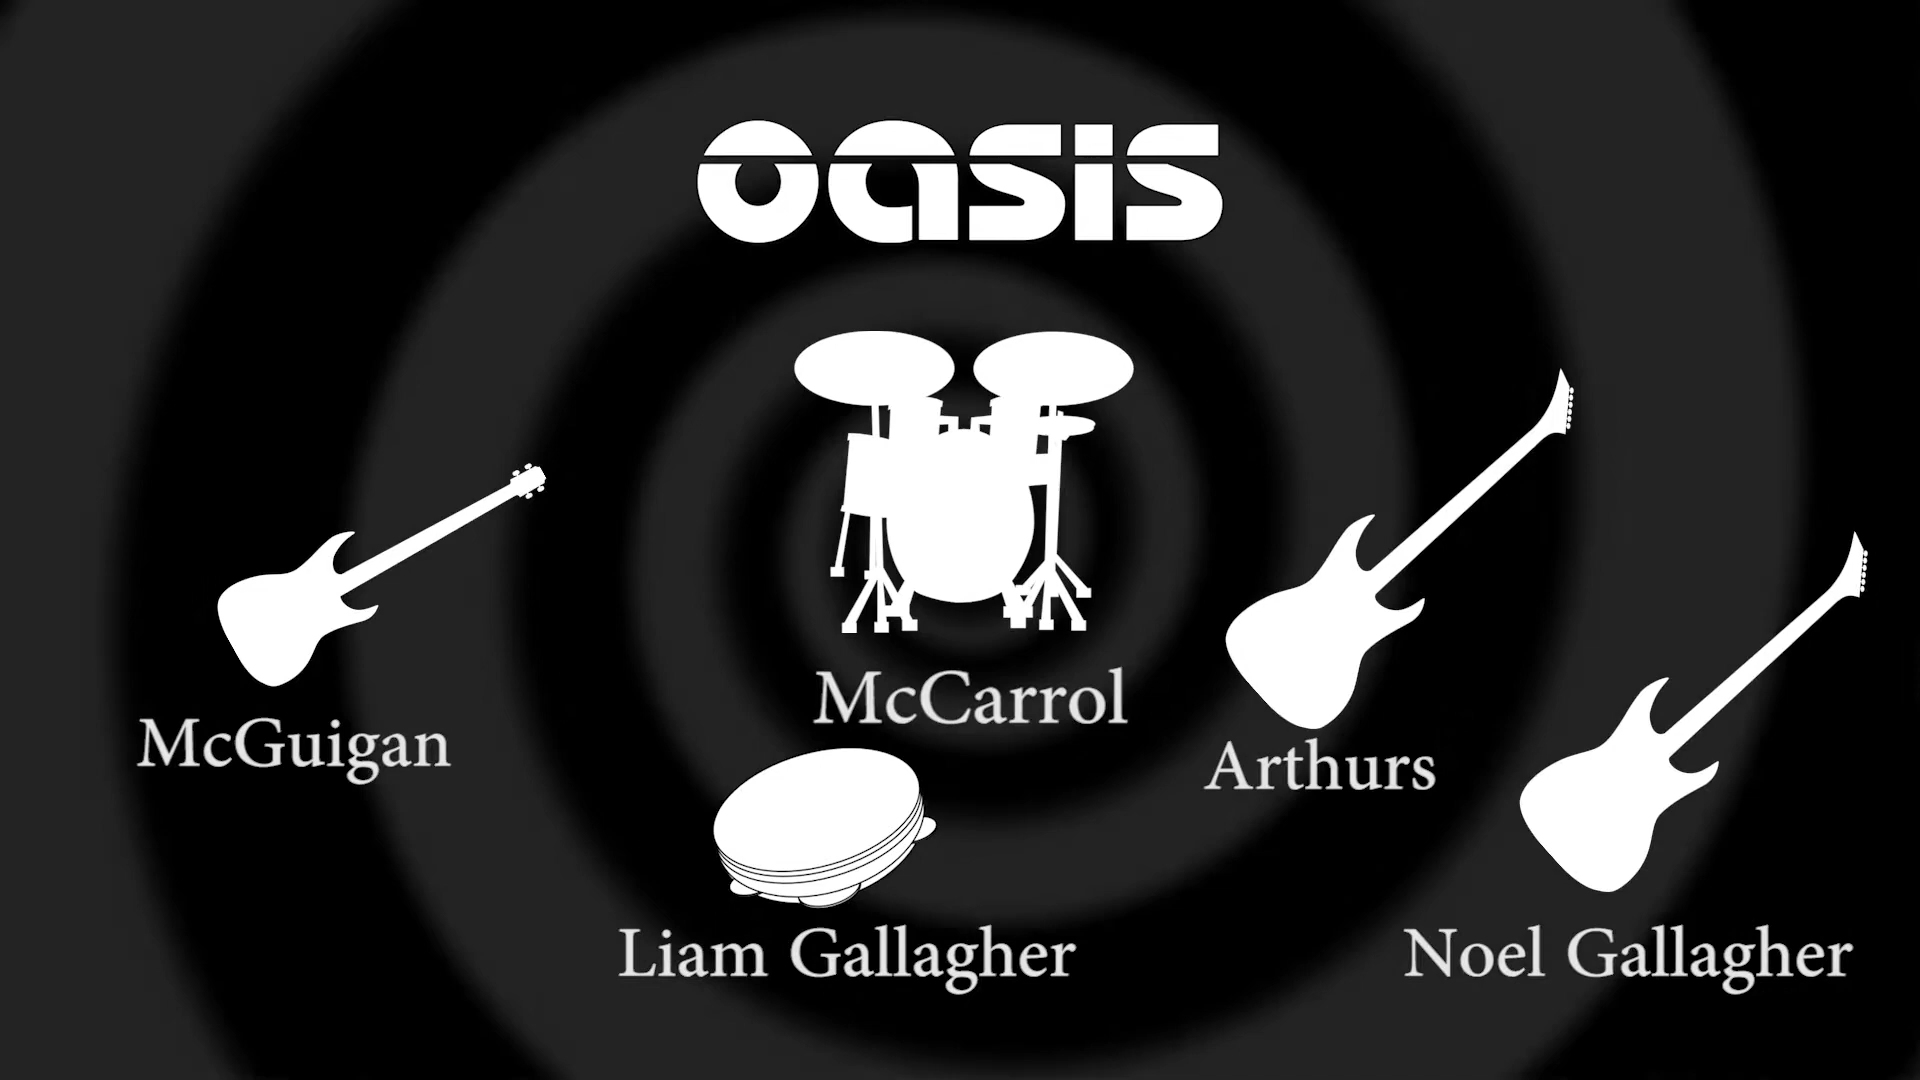 oasis
McCarrol
McGuigan
Arthurs
Liam Gallagher
Noel Gallagher